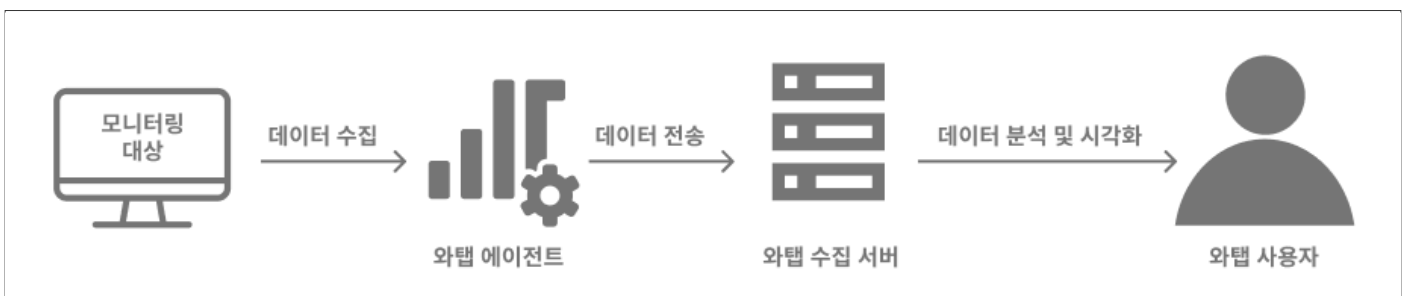 모니터링
대상
데이터 수집
데이터 전송
데이터 분석 및 시각화
와탭 에이전트
와탭 수집 서버
와탭 사용자